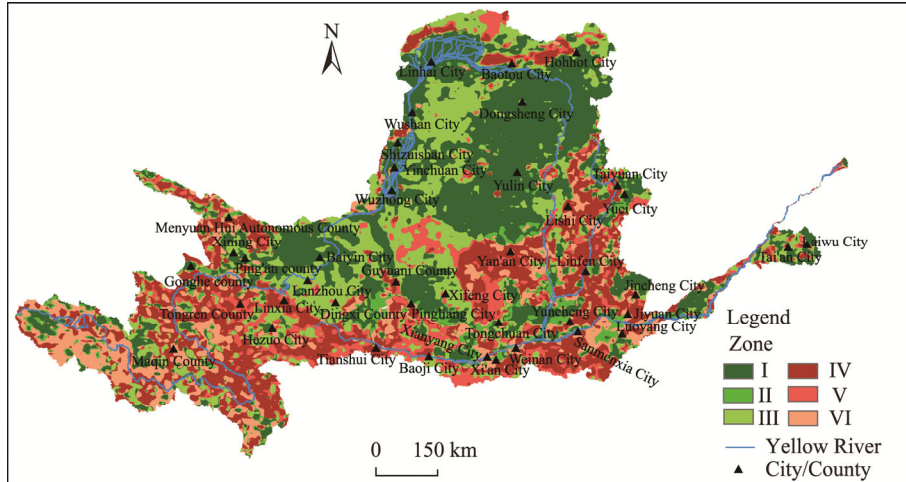 N
Hohhot City
Linhai City
Baotou City
Dongsheng City
Wushan City
Shizuishan City
Yinchuan City
Taiyuan City
Yulin City
Wuzhong City
Yuci City
Lishi City
Menyuan Hui Autonomous County
Xining City
Laiwu City
Tai'an City
Ping'an county
Baiyin City
Yan'an City
Gonghe county
Guyuani County
Linfen City
Lanzhou City
Jincheng City
Linxia City
Xifeng City
Tongren County
Dingxi County
Pingliang City
Yuncheng City
Jiyuan City
Hezuo City
Tongchuan City
Luoyang City
Xianyang City
Sanmenxia City
Maqin County
Tianshui City
Weinan City
Baoji City
Xi'an City
Legend
Zone
I
IV
II
V
III
VI
Yellow River
City/County
0 150 km